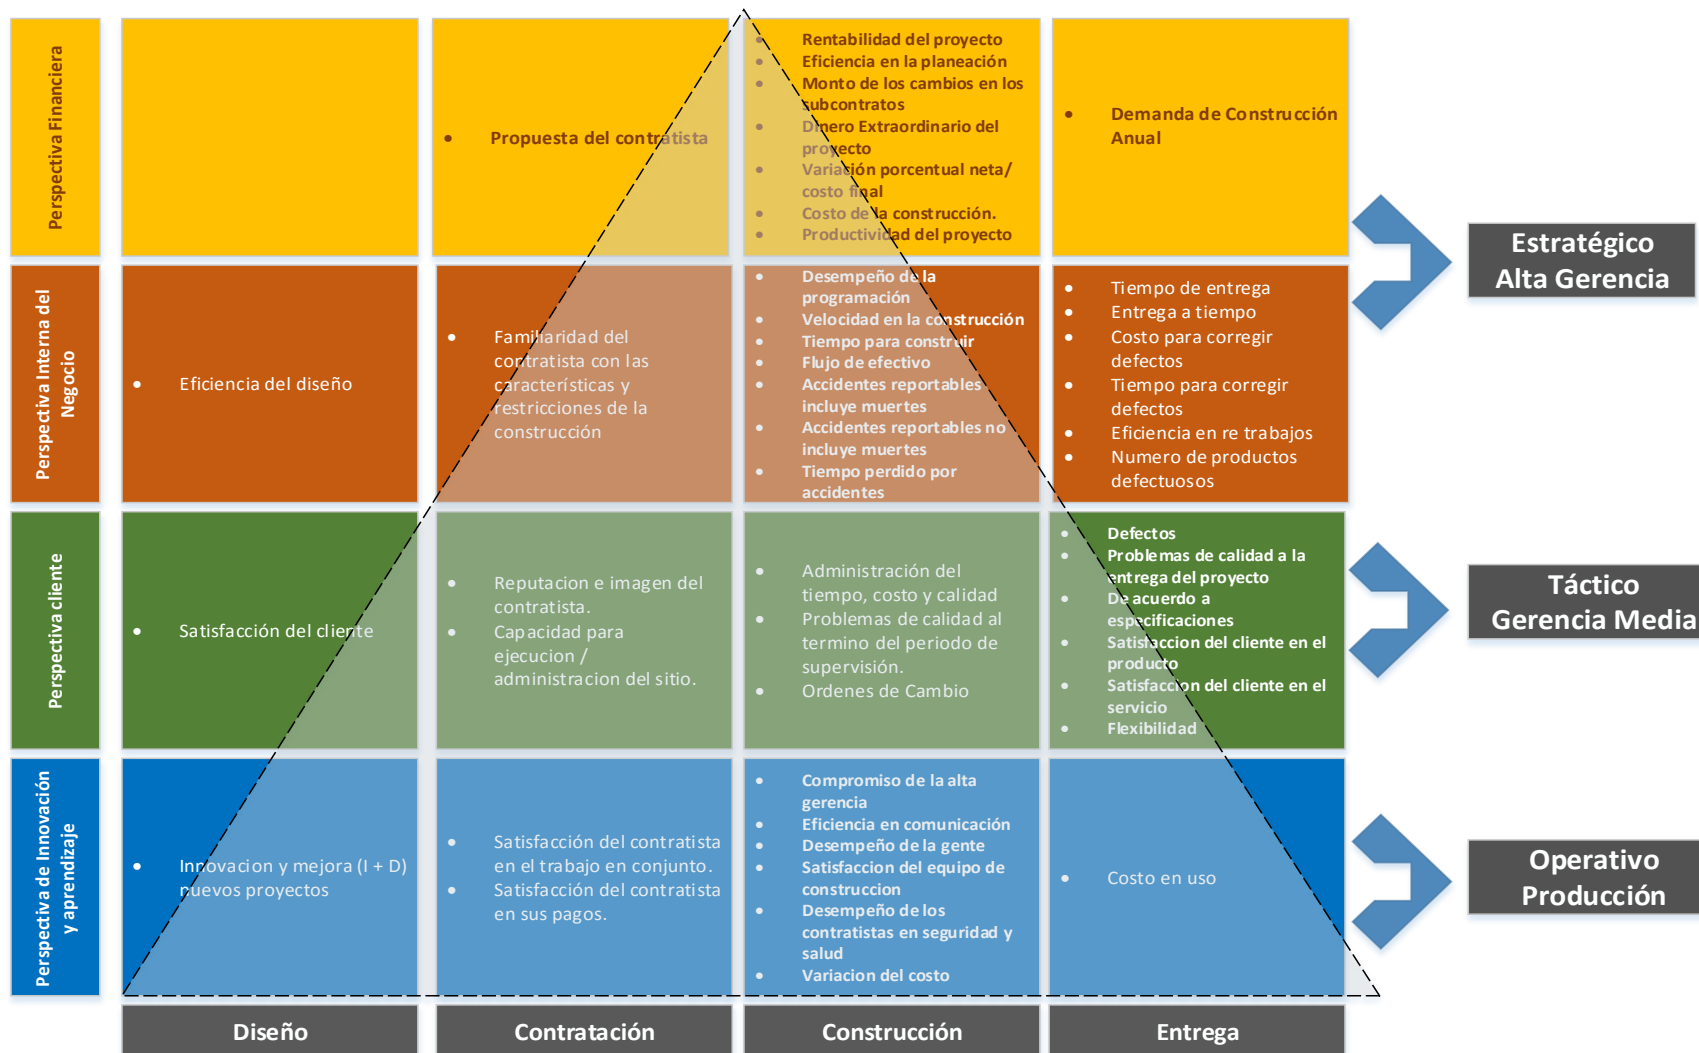 Perspectiva Financiera
Propuesta del contratista
Rentabilidad del proyecto
Eficiencia en la planeación
Monto de los cambios en los
subcontratos
Dinero Extraordinario del
proyecto
Variación porcentual neta/
costo final
Costo de la construcción.
Productividad del proyecto
Demanda de Construcción
Anual
Estratégico
Alta Gerencia
Perspectiva Interna del
Negocio
Eficiencia del diseño
Familiaridad del
contratista con las
características y
restricciones de la
construcción
Desempeño de la
programación
Velocidad en la construcción
Tiempo para construir
Flujo de efectivo
Accidentes reportables
incluye muertes
Accidentes reportables no
incluye muertes
Tiempo perdido por
accidentes
Tiempo de entrega
Entrega a tiempo
Costo para corregir
defectos
Tiempo para corregir
defectos
Eficiencia en re trabajos
Numero de productos
defectuosos
Perspectiva cliente
Satisfacción del cliente
Reputacion e imagen del
contratista.
Capacidad para
ejecucion /
administracion del sitio.
Administración del
tiempo, costo y calidad
Problemas de calidad al
termino del periodo de
supervisión.
Ordenes de Cambio
Defectos
Problemas de calidad a la
entrega del proyecto
De acuerdo a
especificaciones
Satisfaccion del cliente en el
producto
Satisfaccion del cliente en el
servicio
Flexibilidad
Táctico
Gerencia Media
Perspectiva de Innovación
y aprendizaje
Innovacion y mejora (I + D)
nuevos proyectos
Satisfacción del contratista
en el trabajo en conjunto.
Satisfacción del contratista
en sus pagos.
Compromiso de la alta
gerencia
Eficiencia en comunicación
Desempeño de la gente
Satisfaccion del equipo de
construccion
Desempeño de los
contratistas en seguridad y
salud
Variacion del costo
Costo en uso
Operativo
Producción
Diseño
Contratación
Construcción
Entrega